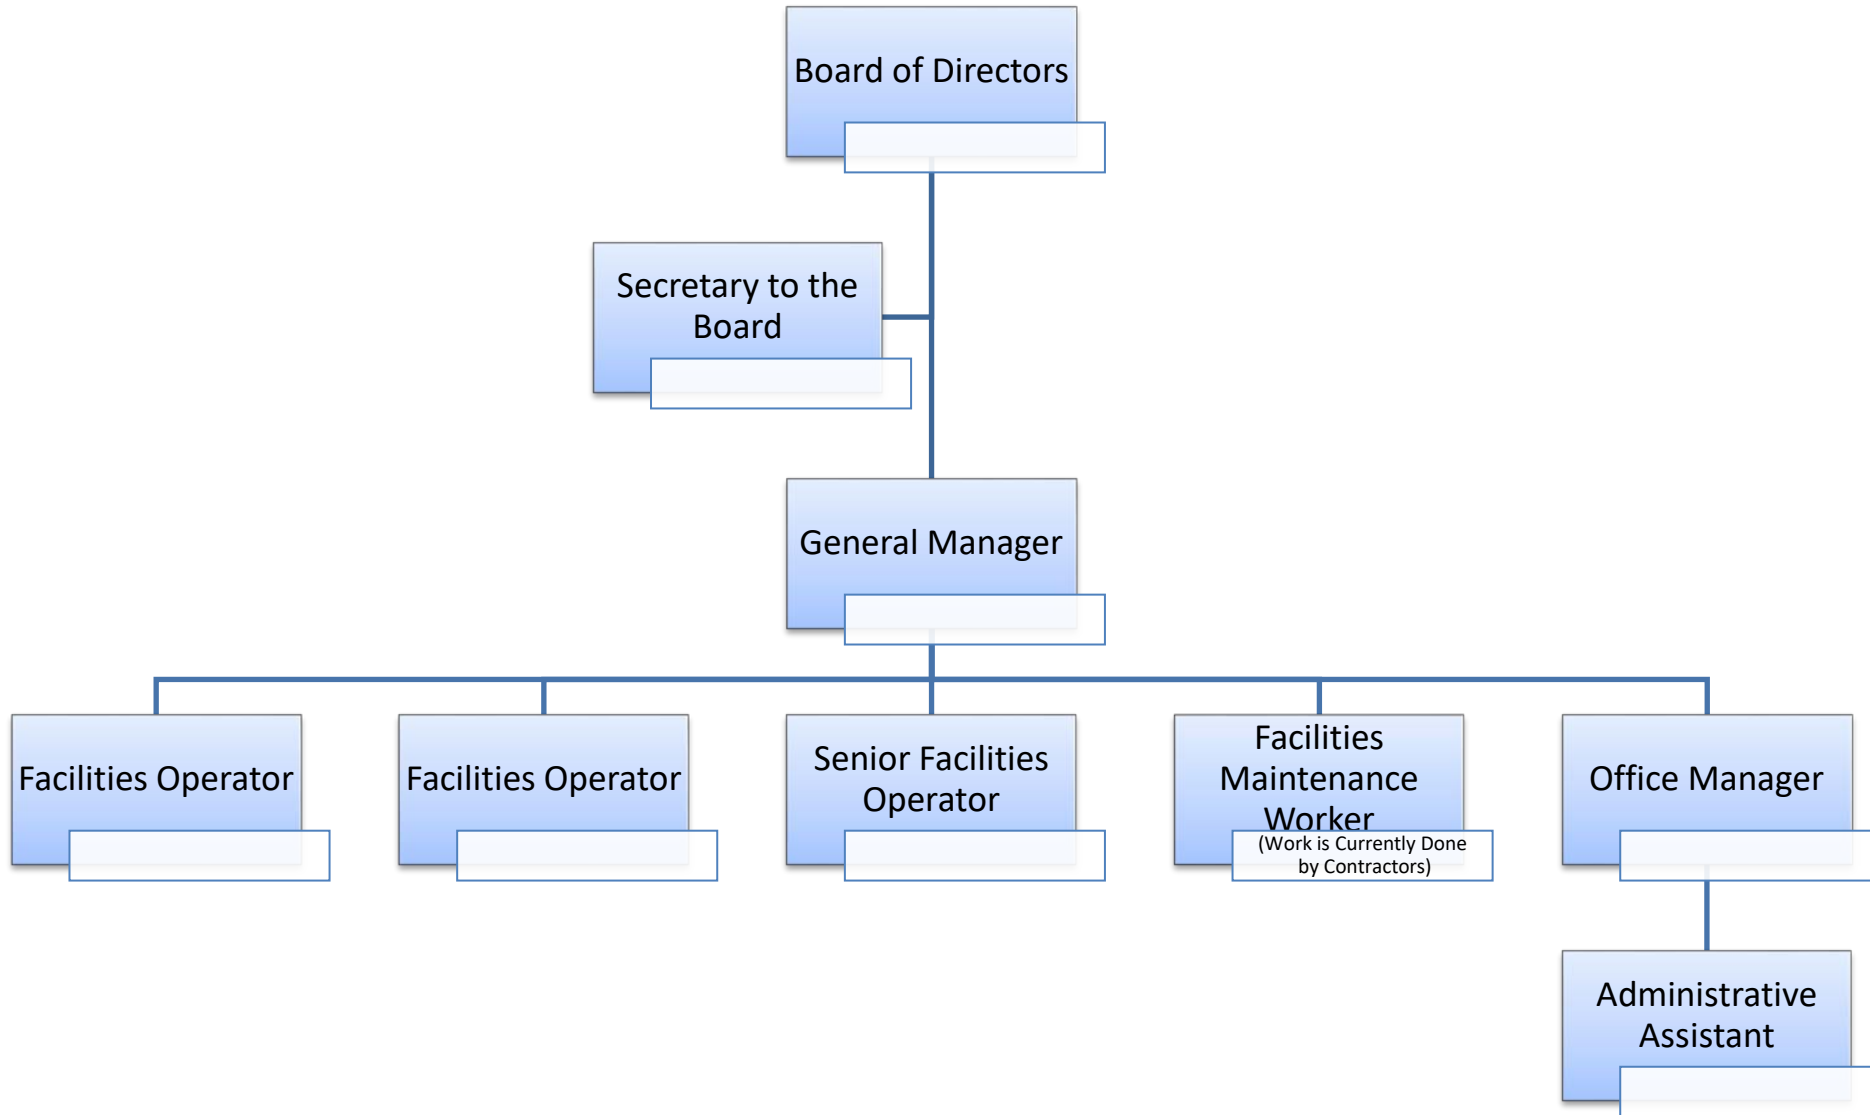 Board of Directors
Secretary to the
Board
General Manager
Facilities Operator
Facilities Operator
Senior Facilities
Operator
Facilities
Maintenance
Worker
(Work is Currently Done
by Contractors)
Office Manager
Administrative
Assistant